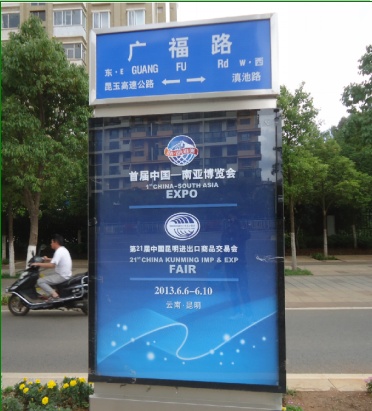 广福路
东·E GUANG FU Rd W·西
昆玉高速公路 滇池路
首届中国—南亚博览会
1ST CHINA-SOUTH ASIA
EXPO
第21届中国昆明进出口商品交易会
21ST CHINA KUNMING IMP & EXP
FAIR
2013.6.6-6.10
云南·昆明